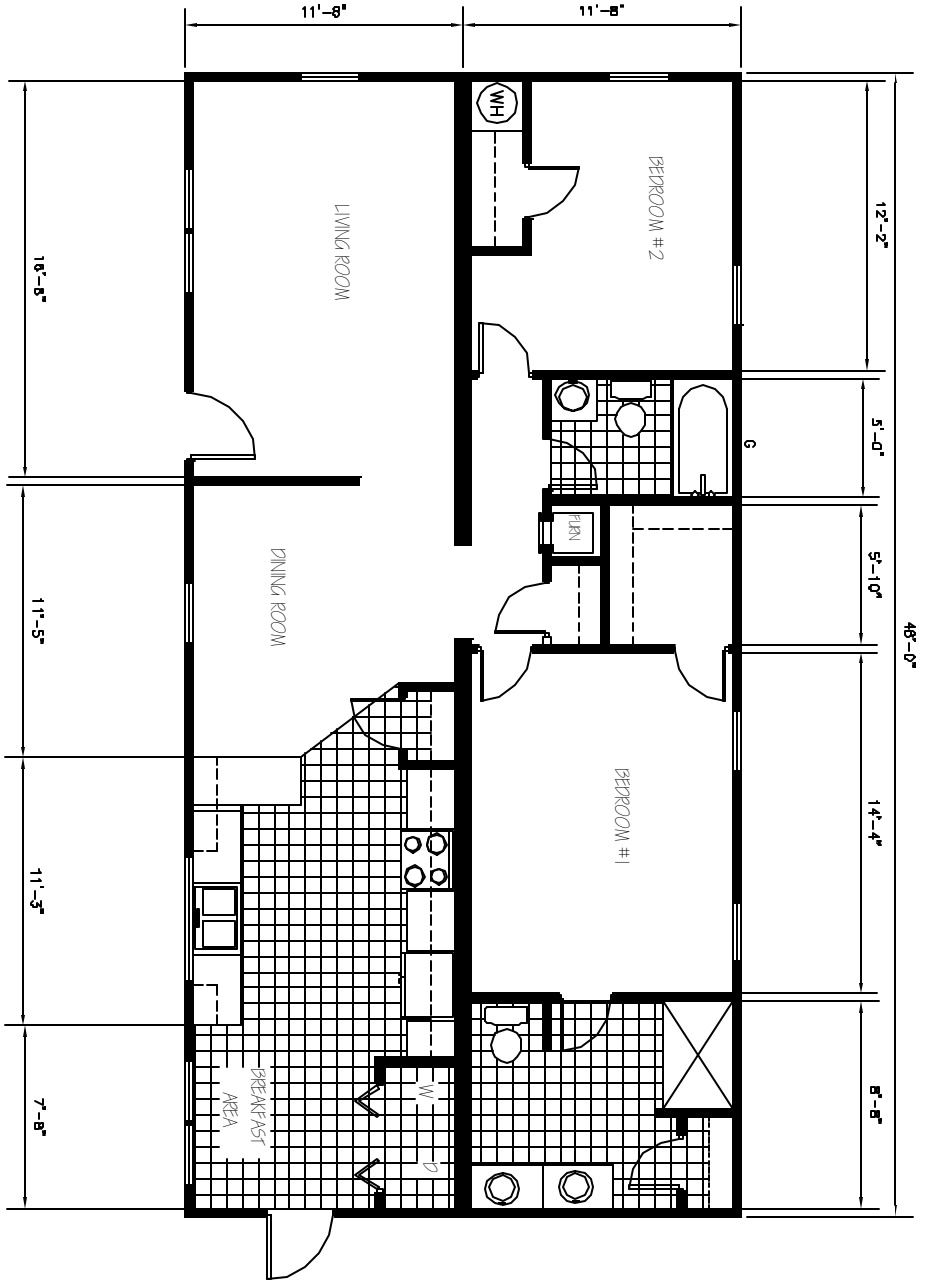 11'-8"
11'-8"
WH
BEDROOM #2
12'-2"
LIVING ROOM
16'-8"
G
5'-0"
FURN
DINING ROOM
5'-10"
11'-5"
48'-0"
BEDROOM #1
14'-4"
11'-3"
BREAKFAST
AREA
W
D
7'-8"
8'-8"